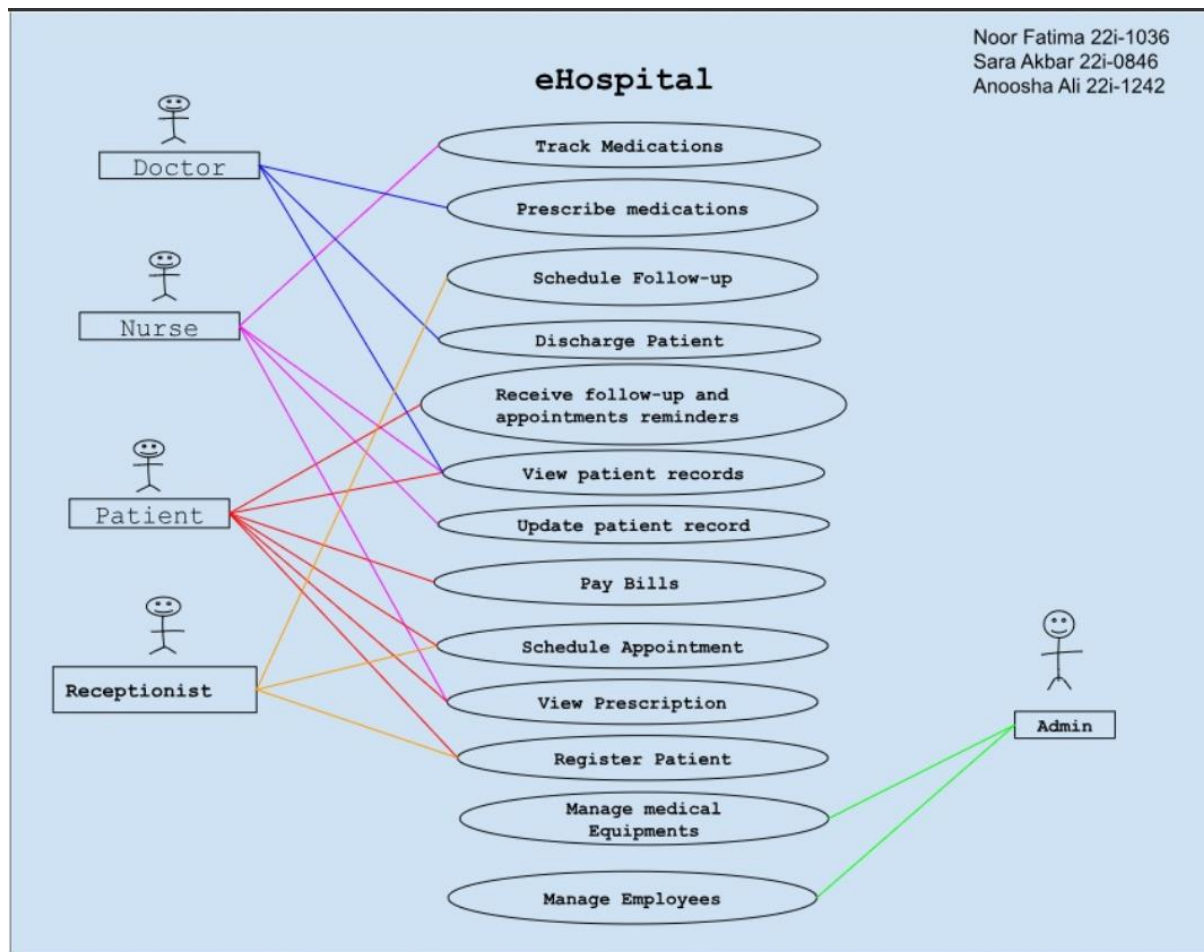 Noor Fatima 22i-1036
Sara Akbar 22i-0846
Anoosha Ali 22i-1242
eHospital
Doctor
Nurse
Patient
Receptionist
Track Medications
Prescribe medications
Schedule Follow-up
Discharge Patient
Receive follow-up and
appointments reminders
View patient records
Update patient record
Pay Bills
Schedule Appointment
View Prescription
Register Patient
Manage medical
Equipments
Manage Employees
Admin